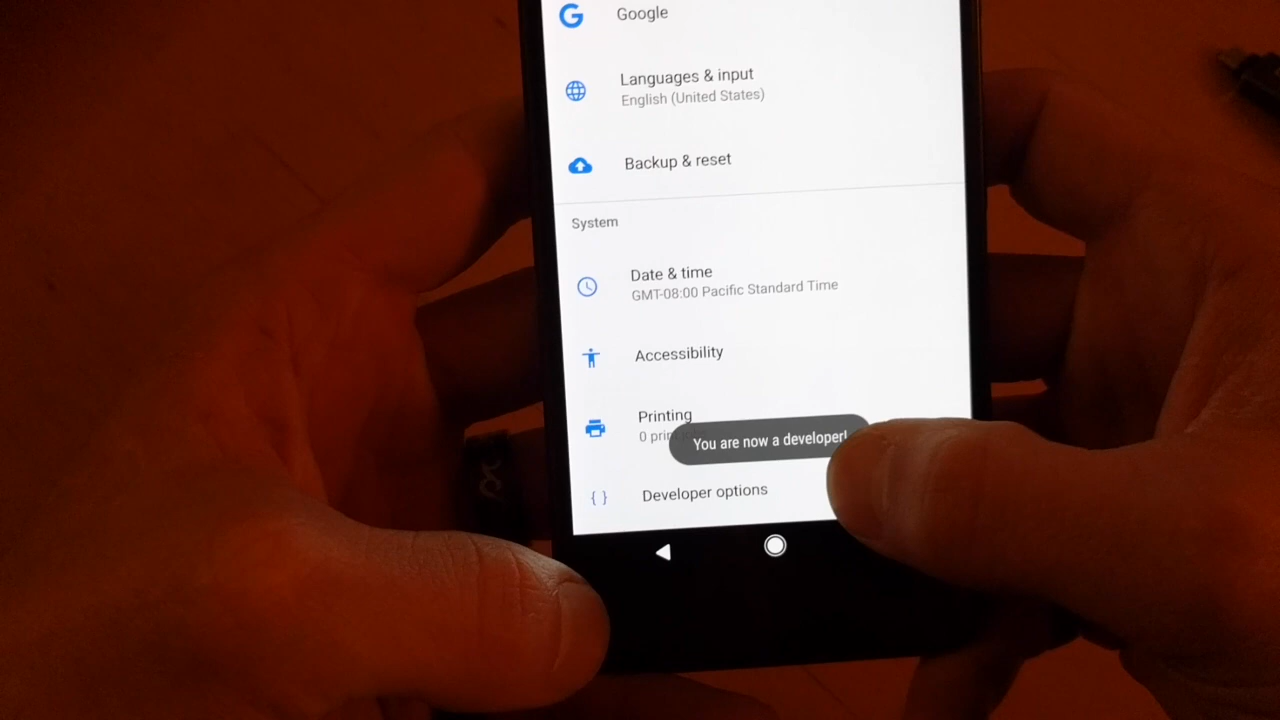 Google
Languages & input
English (United States)
Backup & reset
System
Date & time
GMT-08:00 Pacific Standard Time
Accessibility
Printing
0 print
You are now a developer!
Developer options